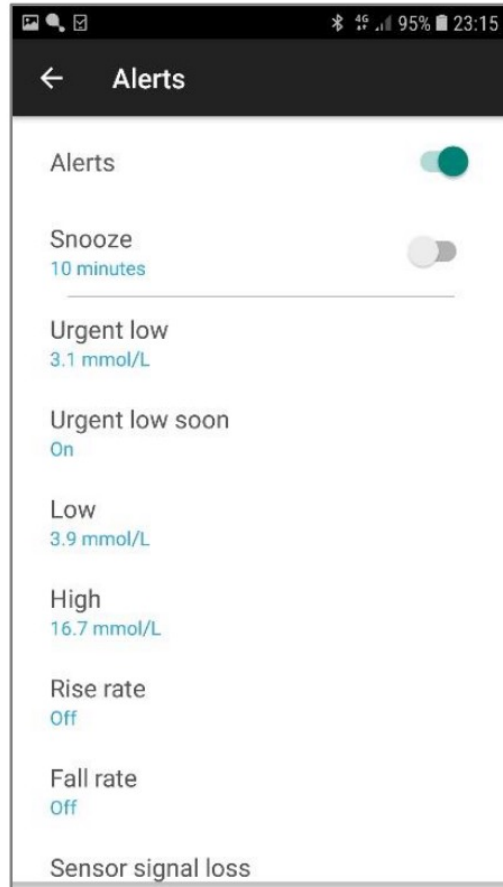 4G 95% 23:15
Alerts
Alerts
Snooze
10 minutes
Urgent low
3.1 mmol/L
Urgent low soon
On
Low
3.9 mmol/L
High
16.7 mmol/L
Rise rate
Off
Fall rate
Off
Sensor signal loss